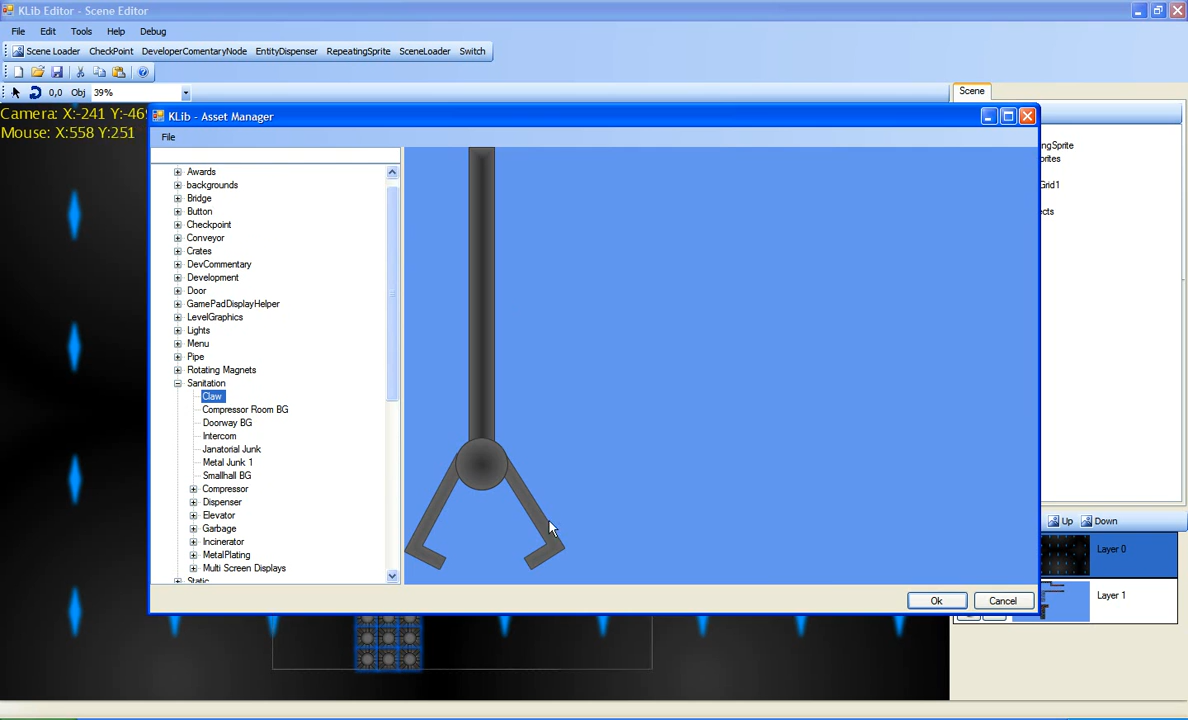 KLib Editor - Scene Editor
File Edit Tools Help Debug
Scene Loader CheckPoint DeveloperComentaryNode EntityDispenser RepeatingSprite SceneLoader Switch
0,0 Obj 39%
Scene
Camera: X:-241 Y:-46
Mouse: X:558 Y:251
KLib - Asset Manager
File
Awards
backgrounds
Bridge
Button
Checkpoint
Conveyor
Crates
DevCommentary
Development
Door
GamePadDisplayHelper
LevelGraphics
Lights
Menu
Pipe
Rotating Magnets
Sanitation
Claw
Compressor Room BG
Doorway BG
Intercom
Janatorial Junk
Metal Junk 1
Smallhall BG
Compressor
Dispenser
Elevator
Garbage
Incinerator
MetalPlating
Multi Screen Displays
Static
Ok Cancel
ngSprite
rites
Grid1
ects
Up Down
Layer 0
Layer 1